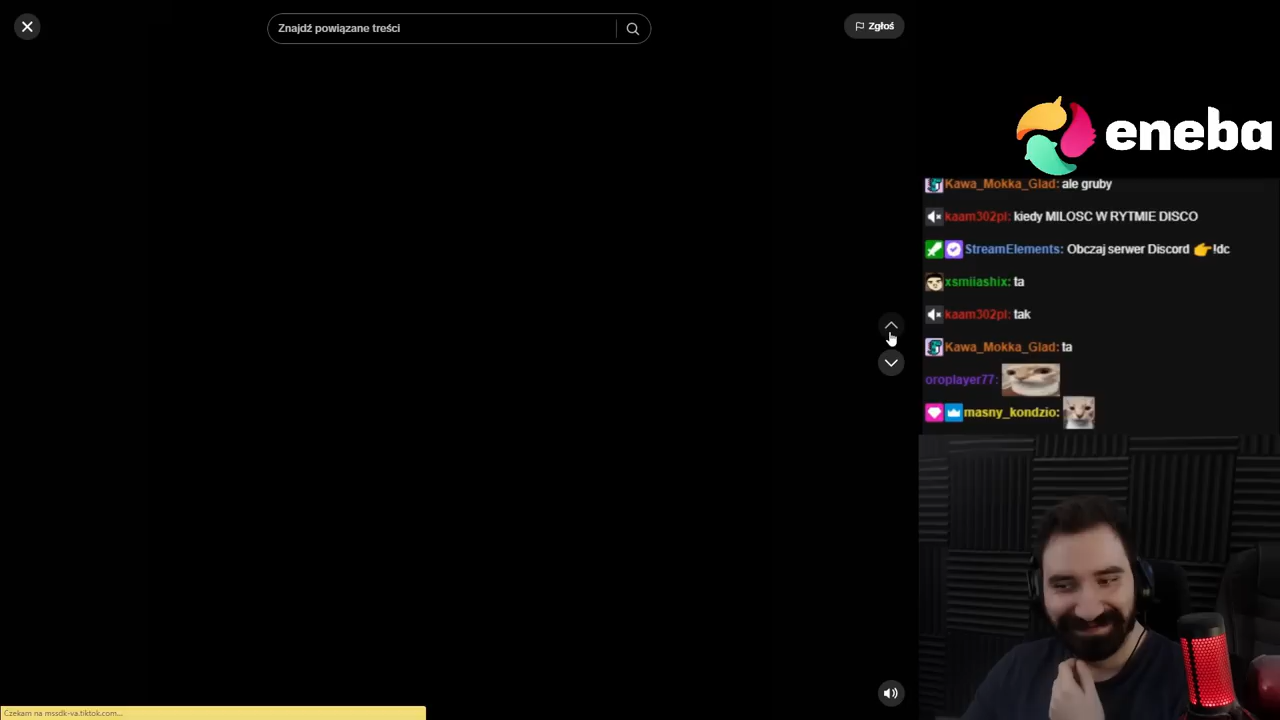 Znajdź powiązane treści
Zgłoś
eneba
Kawa_Mokka_Glad: ale gruby
kaam302pl: kiedy MILOSC W RYTMIE DISCO
StreamElements: Obczaj serwer Discord 👉 !dc
xsmiiashix: ta
kaam302pl: tak
Kawa_Mokka_Glad: ta
oroplayer77:
masny_kondzio:
Czekam na mssdk-va.tiktok.com...